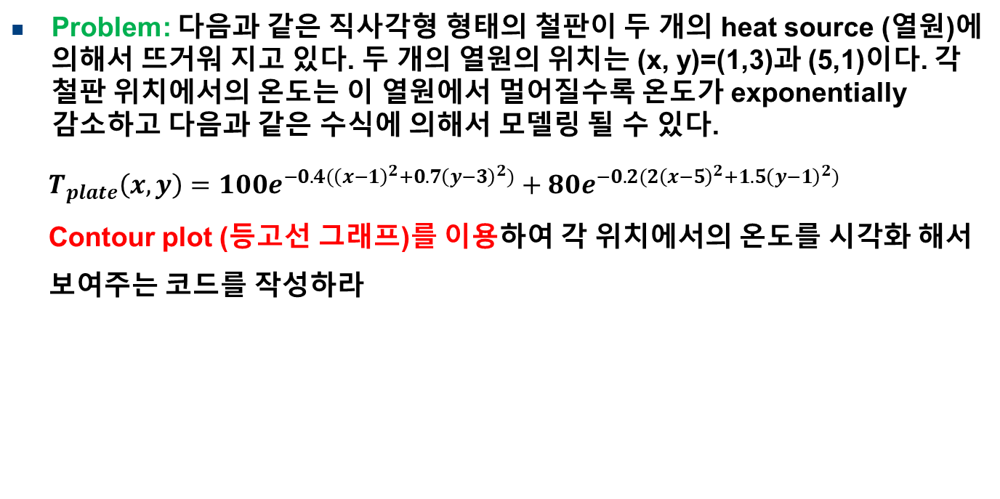 ▪ Problem: 다음과 같은 직사각형 형태의 철판이 두 개의 heat source (열원)에
의해서 뜨거워 지고 있다. 두 개의 열원의 위치는 (x, y)=(1,3)과 (5,1)이다. 각
철판 위치에서의 온도는 이 열원에서 멀어질수록 온도가 exponentially
감소하고 다음과 같은 수식에 의해서 모델링 될 수 있다.
T_{plate}(x, y) = 100e^{-0.4((x-1)^2+0.7(y-3)^2)} + 80e^{-0.2(2(x-5)^2+1.5(y-1)^2)}
Contour plot (등고선 그래프)를 이용하여 각 위치에서의 온도를 시각화 해서
보여주는 코드를 작성하라